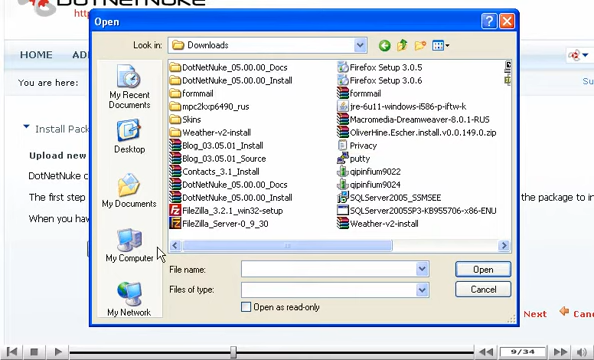 DOTNETNUKE
http
Open
HOME
Look in:
Downloads
You are here:
My Recent
Documents
Desktop
My Documents
My Computer
My Network
DotNetNuke_05.00.00_Docs
DotNetNuke_05.00.00_Install
formmail
mpc2kxp6490_rus
Skins
Weather-v2-install
Blog_03.05.01_Install
Blog_03.05.01_Source
Contacts_3.1_Install
DotNetNuke_05.00.00_Docs
DotNetNuke_05.00.00_Install
FileZilla_3.2.1_win32-setup
FileZilla_Server-0_9_30
Firefox Setup 3.0.5
Firefox Setup 3.0.6
formmail
jre-6u11-windows-i586-p-iftw-k
Macromedia-Dreamweaver-8.0.1-RUS
OliverHine.Escher.install.v0.0.149.0.zip
Privacy
putty
qipinfium9022
qipinfium9024
SQLServer2005_SSMSEE
SQLServer2005SP3-KB955706-x86-ENU
Weather-v2-install
Install Pack
Upload new
DotNetNuke
The first step
the package to in
When you hav
File name:
Open
Files of type:
Cancel
Open as read-only
Next
Canc
9/34